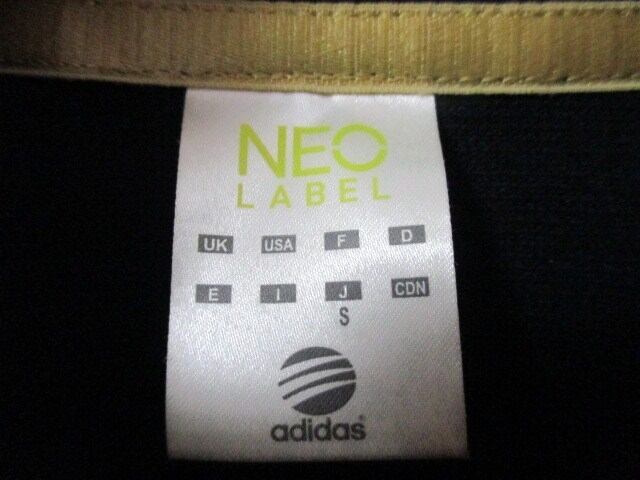 NEO
LABEL
UK USA F D
E I J CDN
S
adidas®